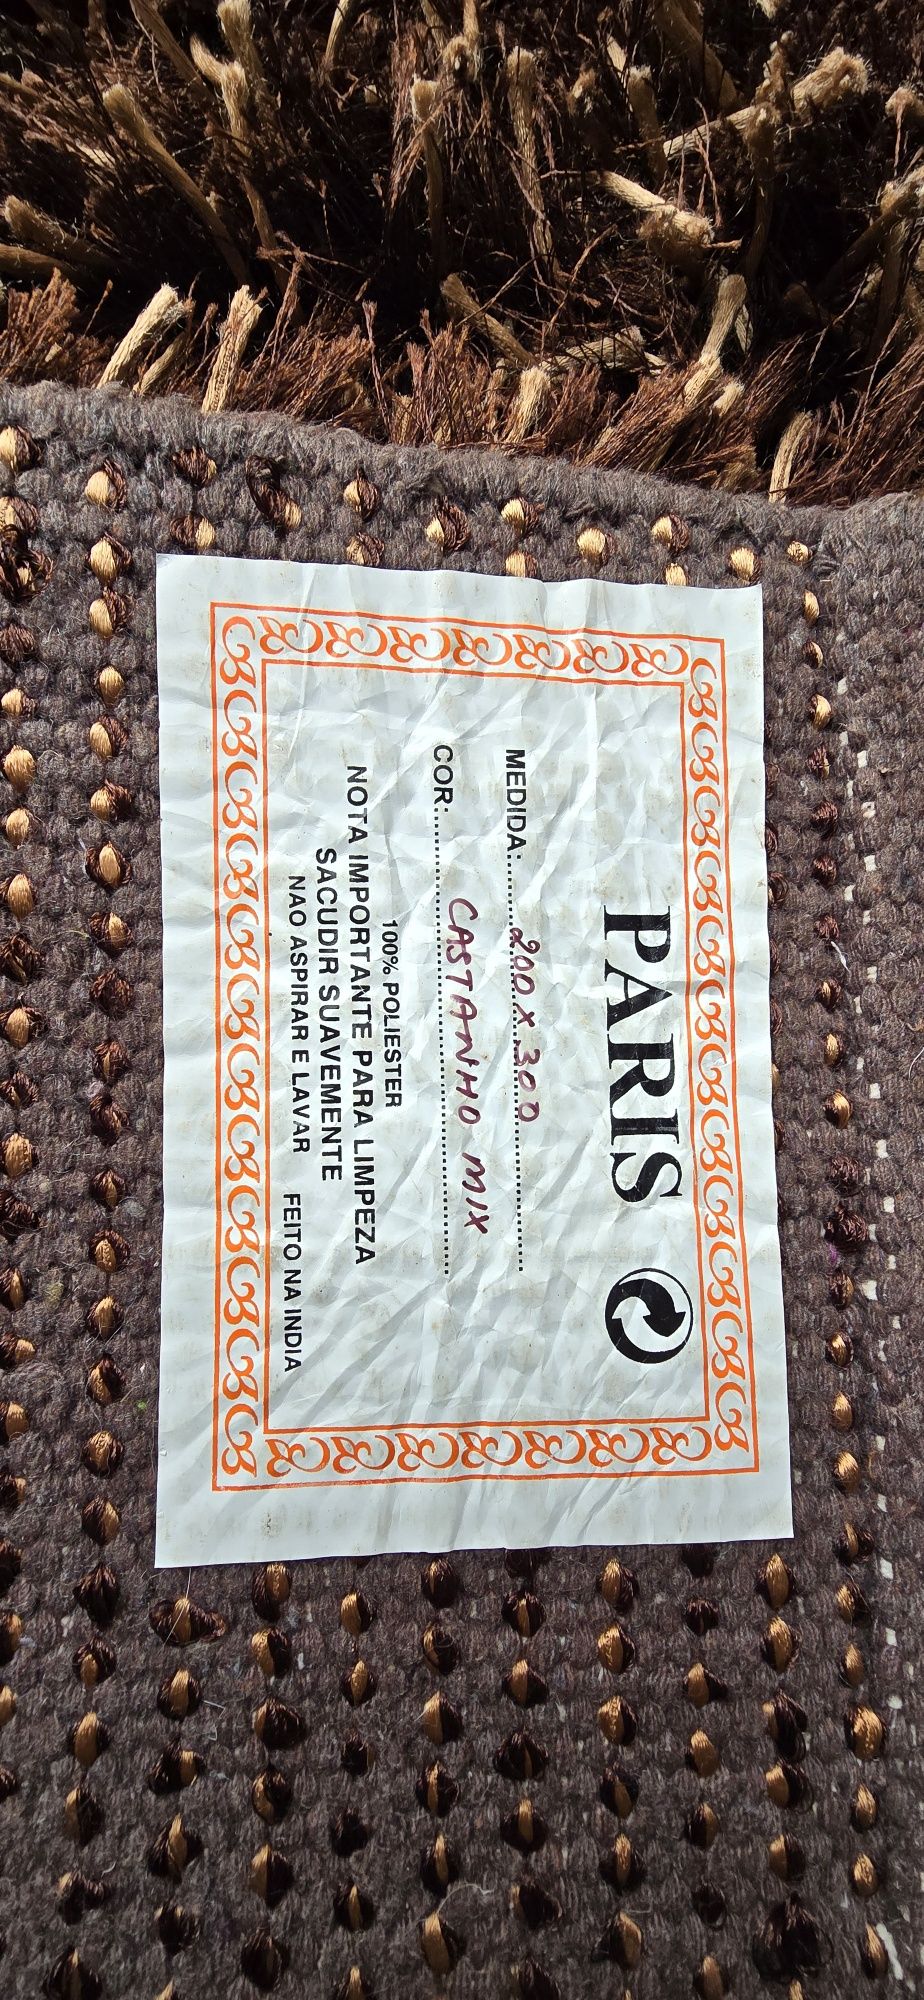 PARIS
MEDIDA:........200 x 300................
COR:...........CASTANHO MIX.......
100% POLIESTER
NOTA IMPORTANTE PARA LIMPEZA
SACUDIR SUAVEMENTE
NAO ASPIRAR E LAVAR
FEITO NA INDIA